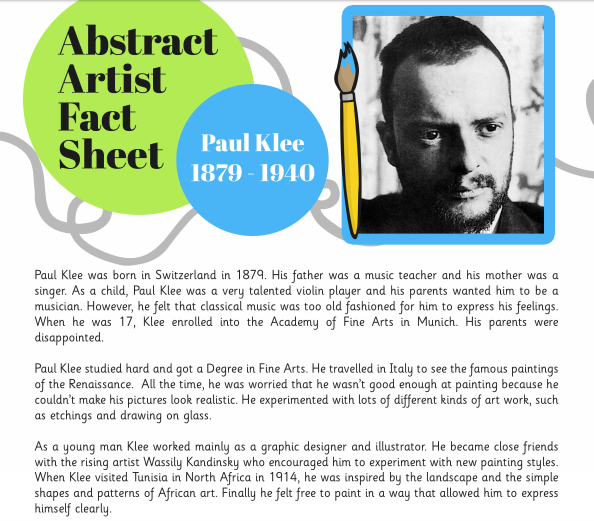 Abstract
Artist
Fact
Sheet
Paul Klee
1879 - 1940
Paul Klee was born in Switzerland in 1879. His father was a music teacher and his mother was a
singer. As a child, Paul Klee was a very talented violin player and his parents wanted him to be a
musician. However, he felt that classical music was too old fashioned for him to express his feelings.
When he was 17, Klee enrolled into the Academy of Fine Arts in Munich. His parents were
disappointed.
Paul Klee studied hard and got a Degree in Fine Arts. He travelled in Italy to see the famous paintings
of the Renaissance. All the time, he was worried that he wasn't good enough at painting because he
couldn't make his pictures look realistic. He experimented with lots of different kinds of art work, such
as etchings and drawing on glass.
As a young man Klee worked mainly as a graphic designer and illustrator. He became close friends
with the rising artist Wassily Kandinsky who encouraged him to experiment with new painting styles.
When Klee visited Tunisia in North Africa in 1914, he was inspired by the landscape and the simple
shapes and patterns of African art. Finally he felt free to paint in a way that allowed him to express
himself clearly.